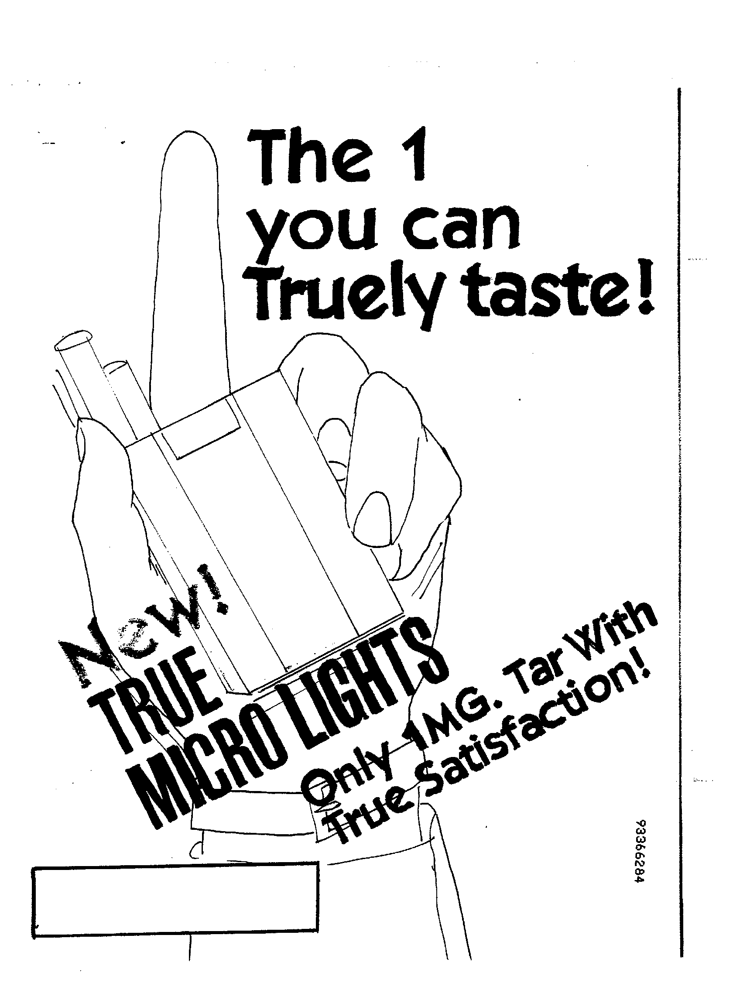 The 1
you can
Truely taste!
New!
TRUE
MICRO LIGHTS
Only 1MG. Tar With
True Satisfaction!
93366284